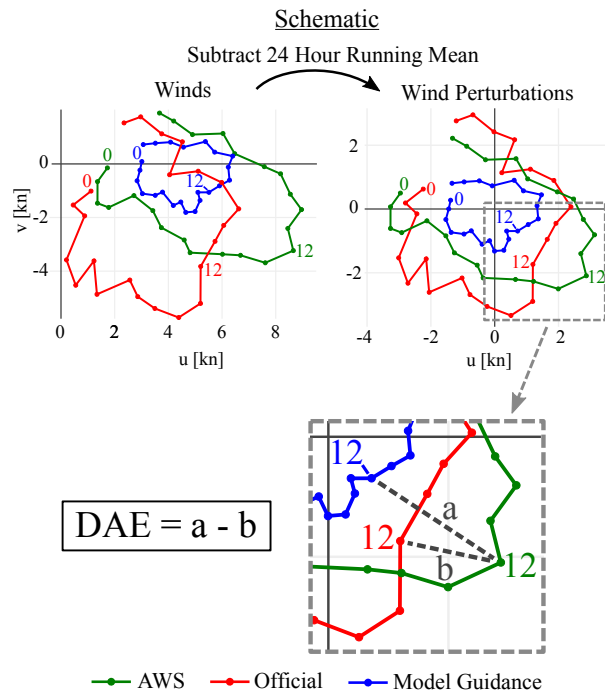 Schematic
Subtract 24 Hour Running Mean
Winds
Wind Perturbations
v [kn]
0
-2
-4
0
0
12
12
12
0 2 4 6 8
u [kn]
2
0
-2
0
0
0
12
12
12
-4 -2 0 2
u [kn]
12
a
12
b
12
DAE = a - b
AWS
Official
Model Guidance